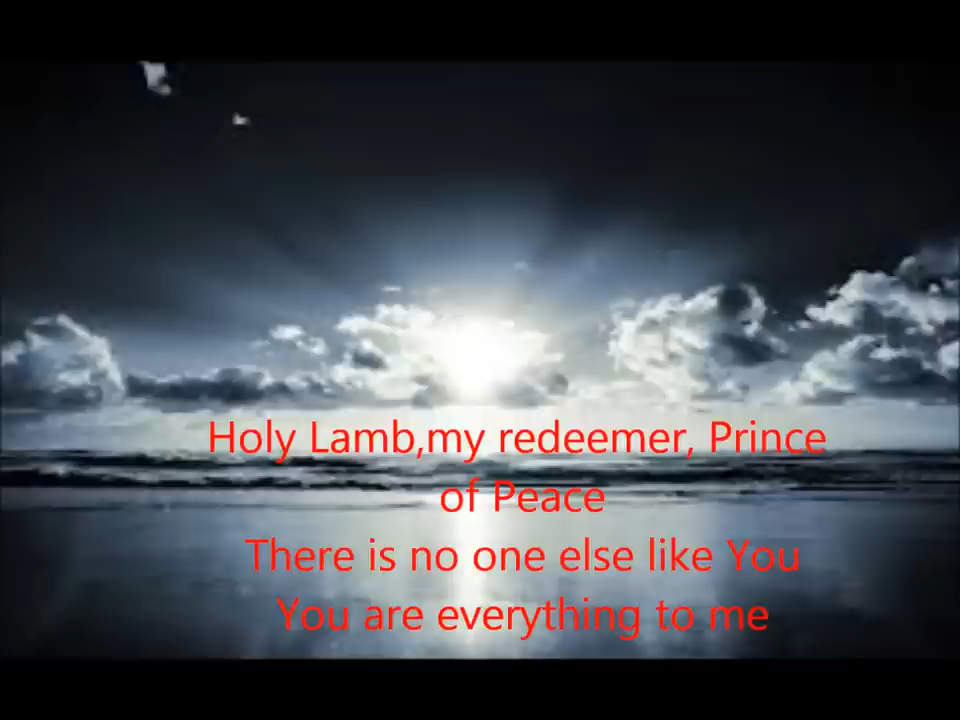 Holy Lamb,my redeemer, Prince
of Peace
There is no one else like You
You are everything to me